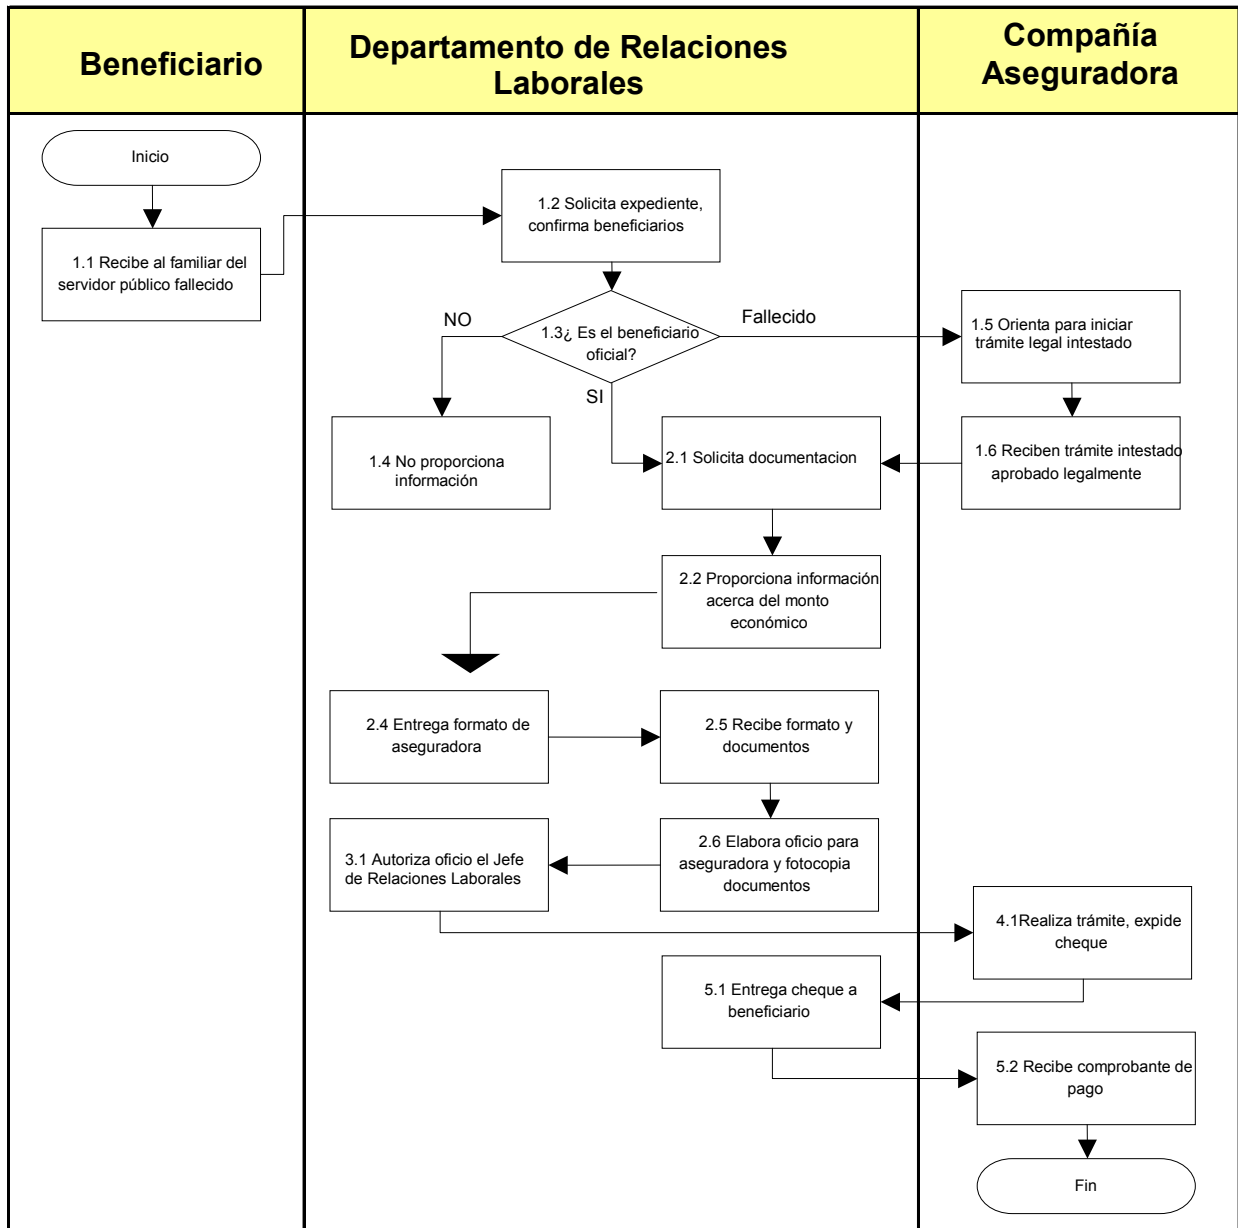 Beneficiario
Departamento de Relaciones
Laborales
Compañía
Aseguradora
Inicio
1.1 Recibe al familiar del
servidor público fallecido
1.2 Solicita expediente,
confirma beneficiarios
1.3¿ Es el beneficiario
oficial?
NO
Fallecido
SI
1.5 Orienta para iniciar
trámite legal intestado
1.4 No proporciona
información
2.1 Solicita documentacion
1.6 Reciben trámite intestado
aprobado legalmente
2.2 Proporciona información
acerca del monto
económico
2.4 Entrega formato de
aseguradora
2.5 Recibe formato y
documentos
2.6 Elabora oficio para
aseguradora y fotocopia
documentos
3.1 Autoriza oficio el Jefe
de Relaciones Laborales
4.1Realiza trámite, expide
cheque
5.1 Entrega cheque a
beneficiario
5.2 Recibe comprobante de
pago
Fin